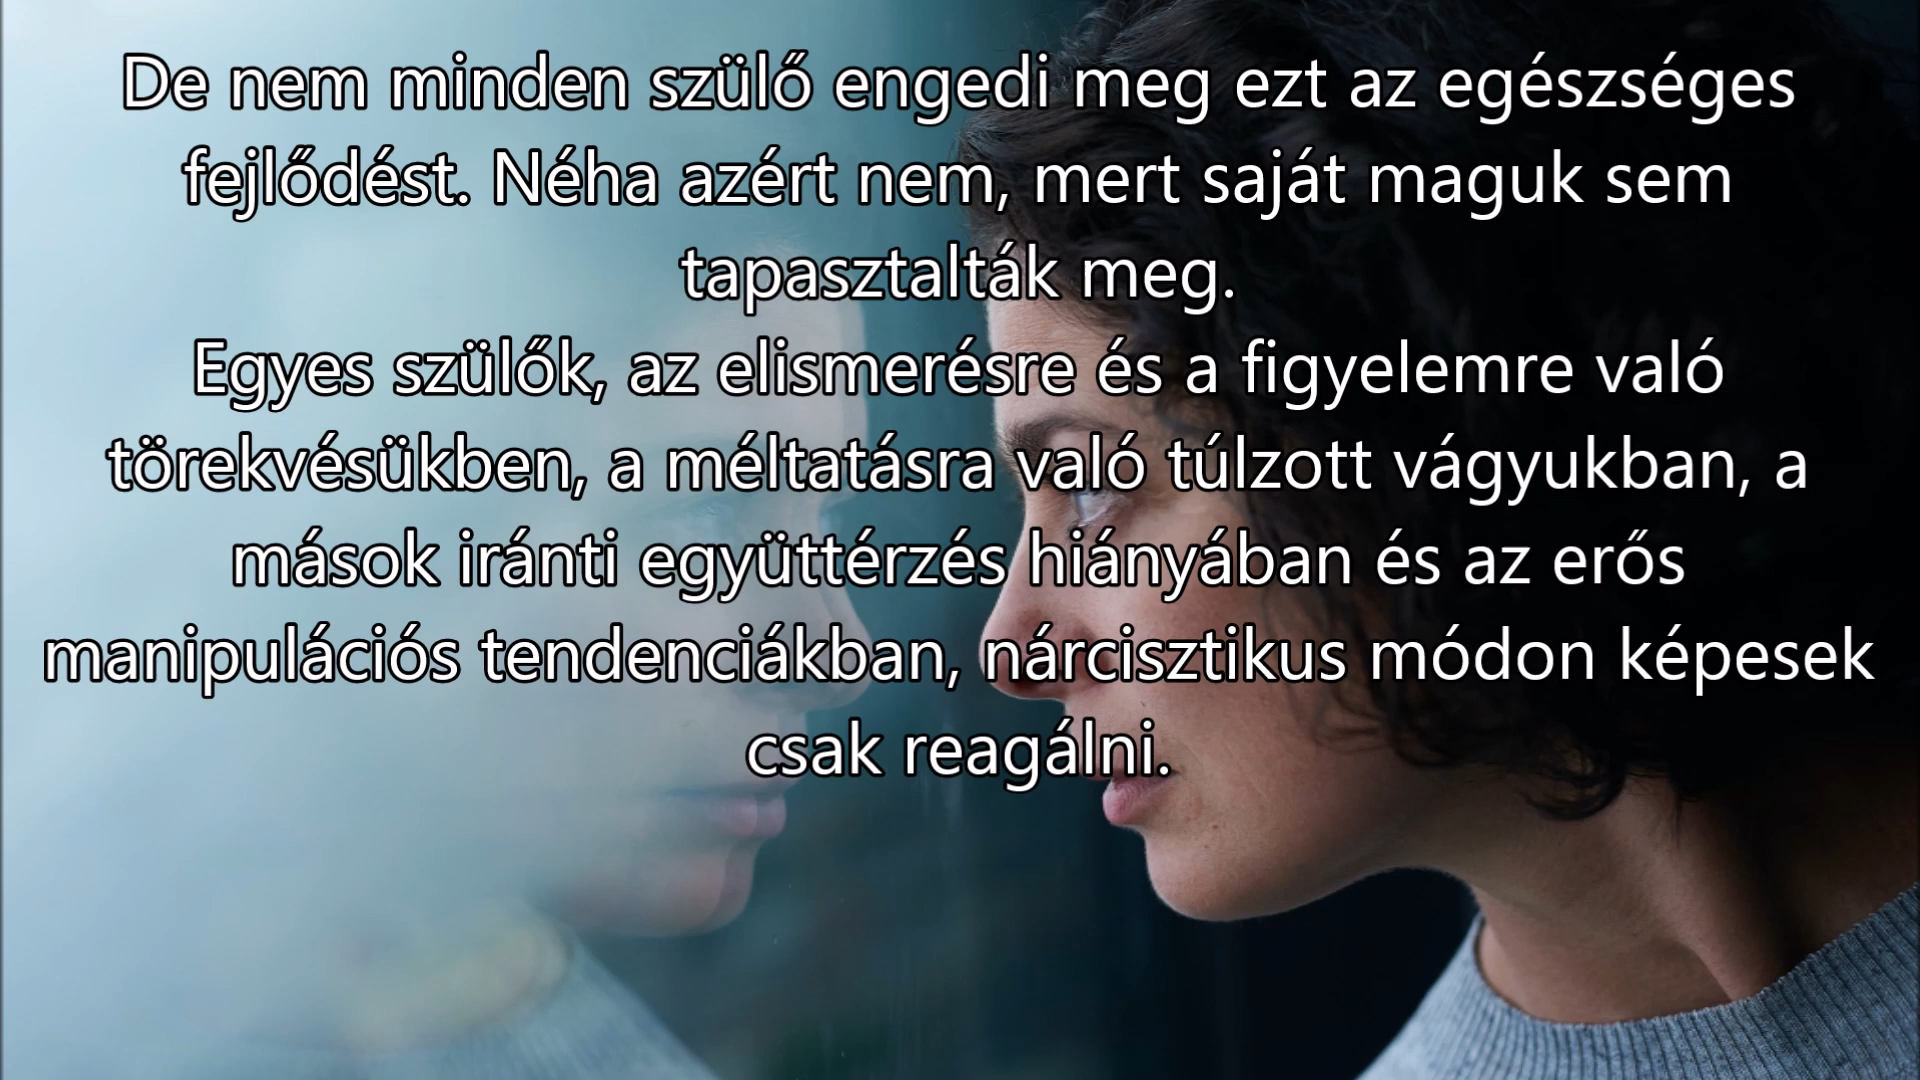 De nem minden szülő engedi meg ezt az egészséges
fejlődést. Néha azért nem, mert saját maguk sem
tapasztalták meg.
Egyes szülők, az elismerésre és a figyelemre való
törekvésükben, a méltatásra való túlzott vágyukban, a
mások iránti együttérzés hiányában és az erős
manipulációs tendenciákban, nárcisztikus módon képesek
csak reagálni.